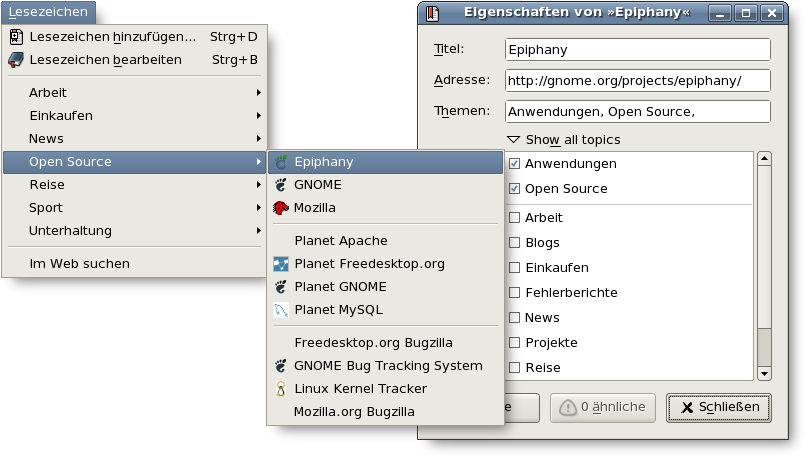 Lesezeichen
Lesezeichen hinzufügen... Strg+D
Lesezeichen bearbeiten Strg+B
Arbeit
Einkaufen
News
Open Source
Reise
Sport
Unterhaltung
Im Web suchen
Epiphany
GNOME
Mozilla
Planet Apache
Planet Freedesktop.org
Planet GNOME
Planet MySQL
Freedesktop.org Bugzilla
GNOME Bug Tracking System
Linux Kernel Tracker
Mozilla.org Bugzilla
Eigenschaften von »Epiphany«
Titel: Epiphany
Adresse: http://gnome.org/projects/epiphany/
Themen: Anwendungen, Open Source,
Show all topics
Anwendungen
Open Source
Arbeit
Blogs
Einkaufen
Fehlerberichte
News
Projekte
Reise
0 ähnliche
Schließen